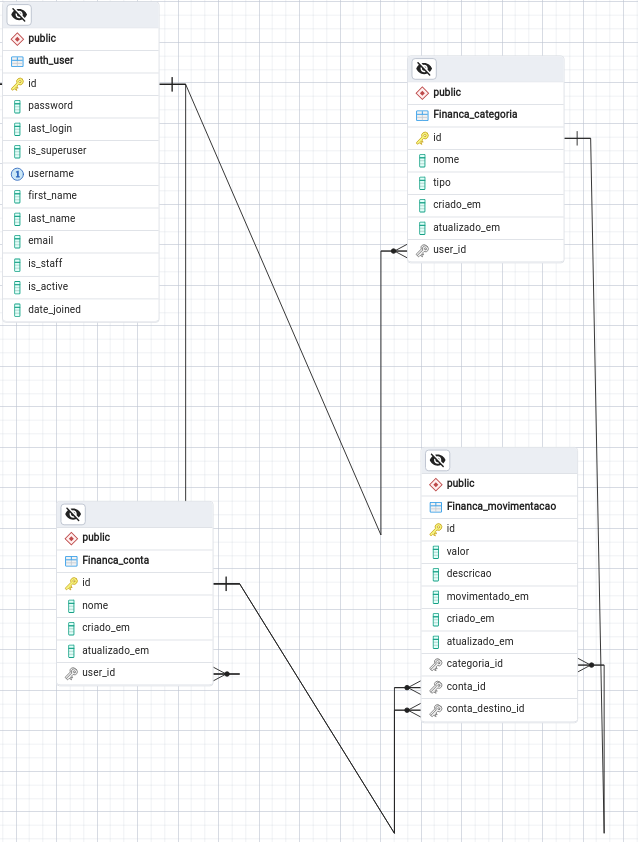 public
auth_user
id
password
last_login
is_superuser
1
username
first_name
last_name
email
is_staff
is_active
date_joined
public
Financa_categoria
id
nome
tipo
criado_em
atualizado_em
user_id
public
Financa_conta
id
nome
criado_em
atualizado_em
user_id
public
Financa_movimentacao
id
valor
descricao
movimentado_em
criado_em
atualizado_em
categoria_id
conta_id
conta_destino_id